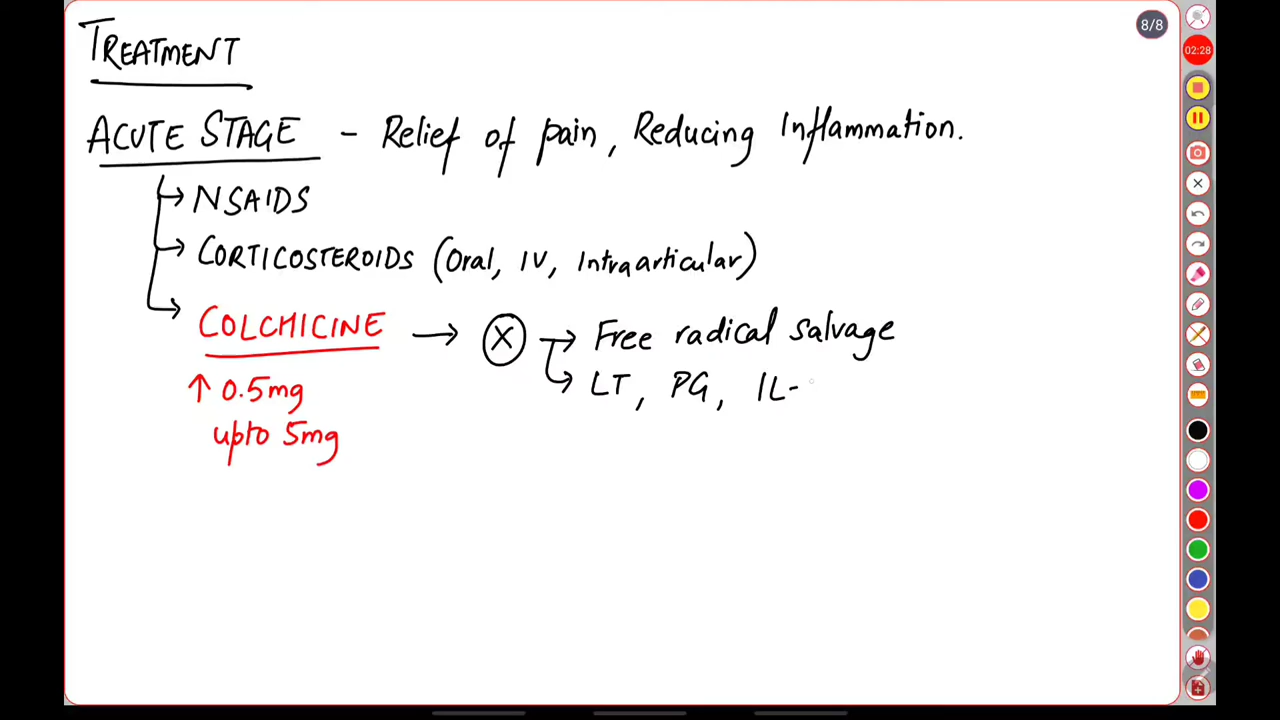 8/8
02:28
TREATMENT
ACUTE STAGE - Relief of pain, Reducing Inflammation.
→ NSAIDS
→ CORTICOSTEROIDS (Oral, IV, Intraarticular)
→ COLCHICINE → X → Free radical salvage
→ LT, PG, IL-
↑ 0.5mg
upto 5mg